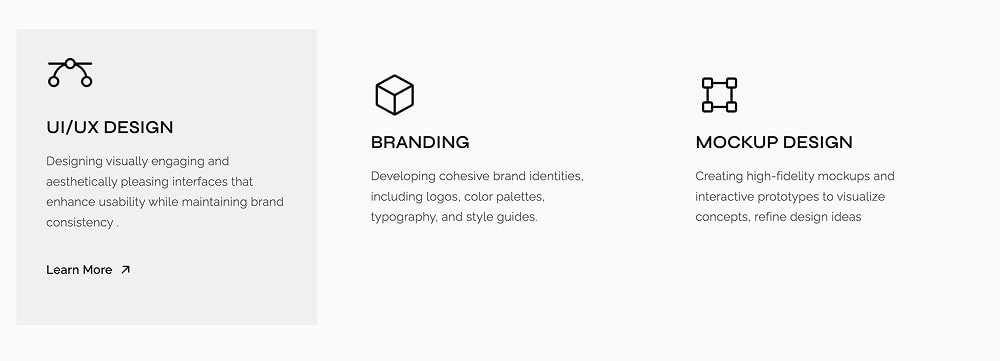 UI/UX DESIGN
Designing visually engaging and
aesthetically pleasing interfaces that
enhance usability while maintaining brand
consistency .
Learn More
BRANDING
Developing cohesive brand identities,
including logos, color palettes,
typography, and style guides.
MOCKUP DESIGN
Creating high-fidelity mockups and
interactive prototypes to visualize
concepts, refine design ideas